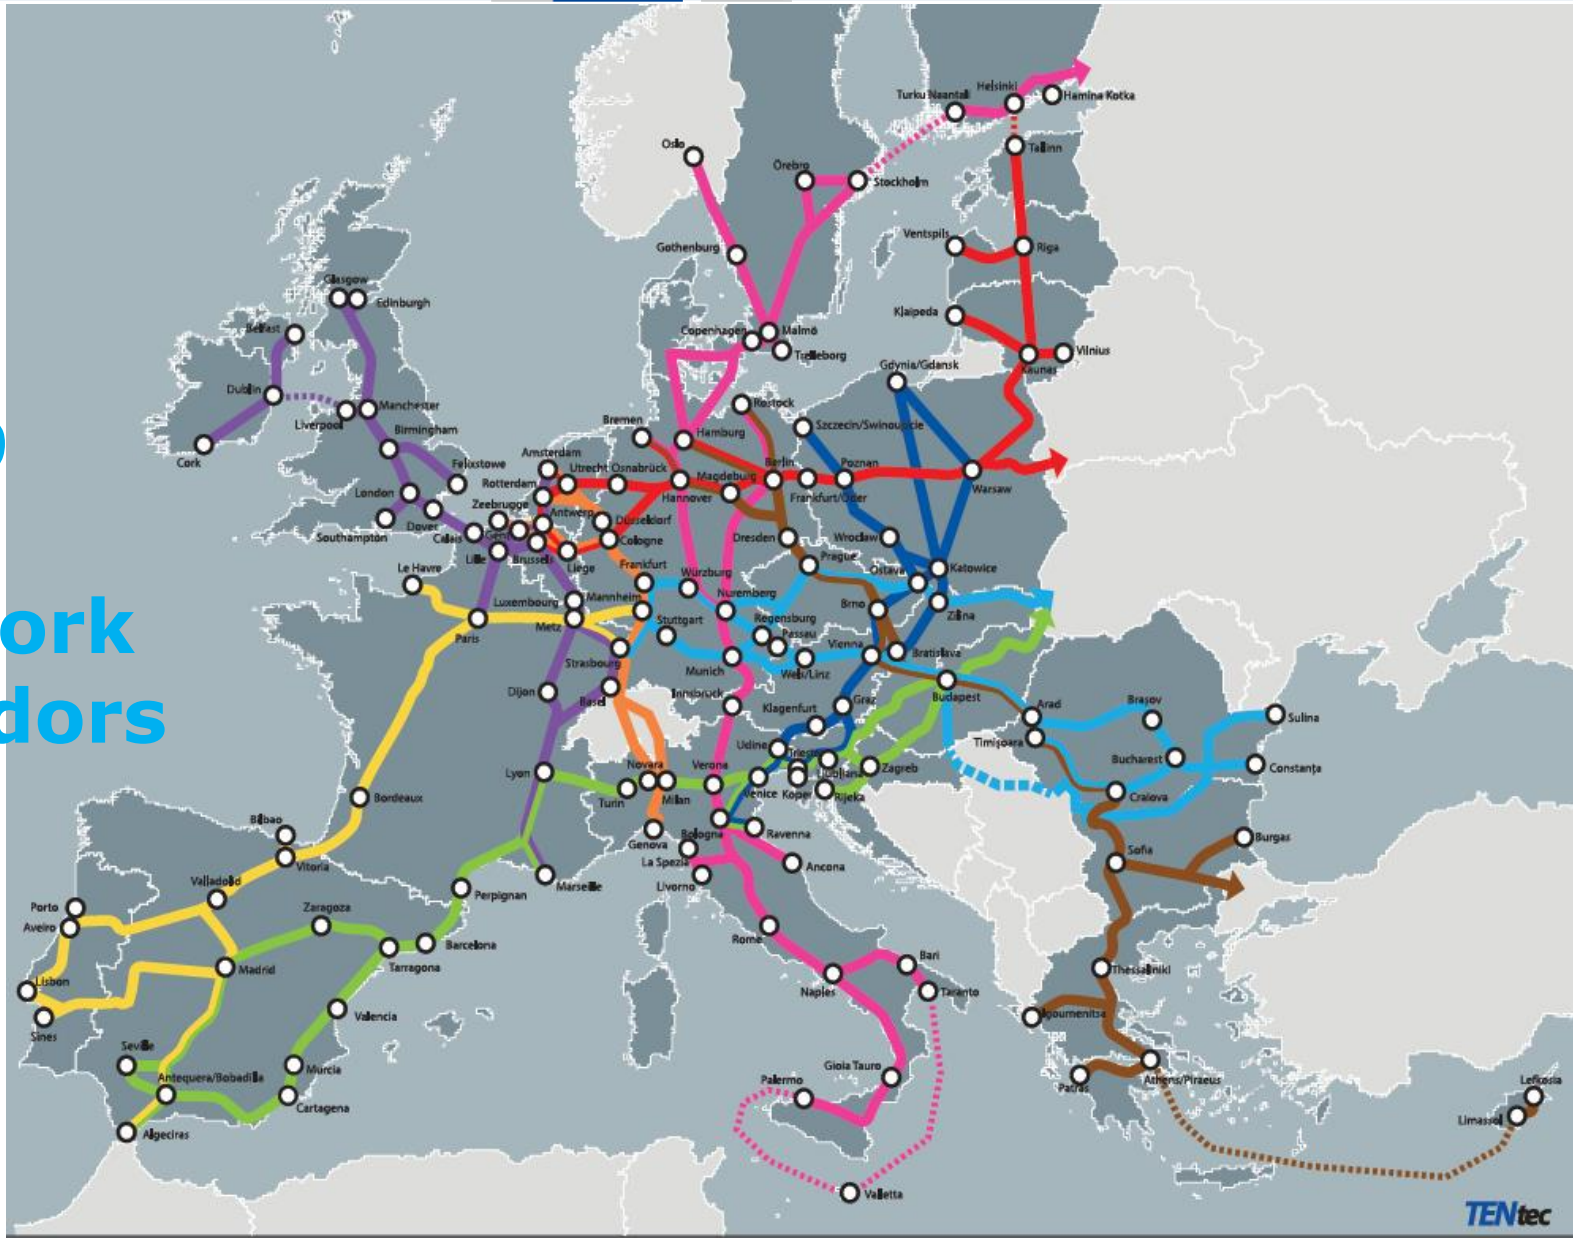 Helsinki
Turku Naantali
Hamina Kotka
Oslo
Tallinn
Örebro
Stockholm
Ventspils
Riga
Gothenburg
Glasgow
Edinburgh
Klaipeda
Belfast
Copenhagen
Malmö
Trelleborg
Vilnius
Kaunas
Gdynia/Gdansk
Dublin
Manchester
Liverpool
Rostock
Bremen
Hamburg
Szczecin/Swinoujscie
Birmingham
)
Cork
Felixstowe
Amsterdam
Utrecht
Osnabrück
Magdeburg
Berlin
Poznan
Rotterdam
Hannover
Frankfurt/Oder
Warsaw
London
Zeebrugge
Antwerp
Düsseldorf
Dover
Southampton
Calais
Gent
Cologne
Dresden
Wroclaw
Lille
Brussels
Liege
Prague
Le Havre
Frankfurt
Würzburg
Ostava
Katowice
Luxembourg
Mannheim
Nuremberg
Brno
Zilina
ork
Paris
Metz
Stuttgart
Regensburg
Passau
Vienna
Bratislava
Strasbourg
Munich
Wels/Linz
dors
Dijon
Basel
Innsbruck
Klagenfurt
Graz
Budapest
Arad
Brașov
Sulina
Timișoara
Udine
Trieste
Bucharest
Constanța
Lyon
Novara
Verona
Ljubljana
Zagreb
Turin
Milan
Venice
Koper
Rijeka
Craiova
Bordeaux
Bilbao
Genova
Bologna
Ravenna
Burgas
Vitoria
La Spezia
Ancona
Sofia
Valladolid
Livorno
Marseille
Perpignan
Porto
Aveiro
Zaragoza
Barcelona
Rome
Madrid
Tarragona
Bari
Thessaloniki
Lisbon
Naples
Taranto
Sines
Valencia
Igoumenitsa
Seville
Murcia
Gioia Tauro
Antequera/Bobadilla
Palermo
Patras
Athens/Piraeus
Lefkosia
Cartagena
Limassol
Algeciras
Valletta
TENtec